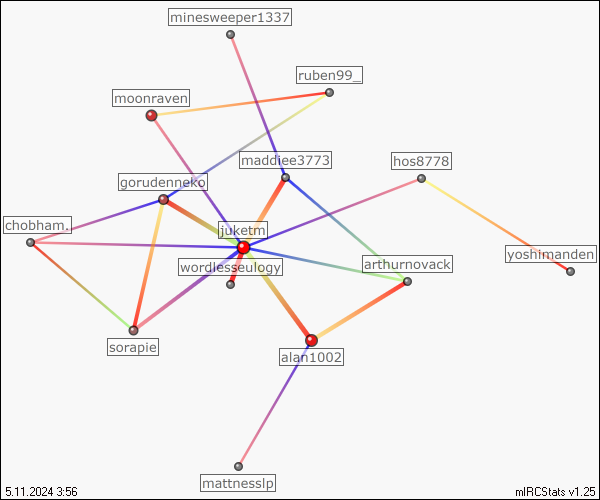 minesweeper1337
ruben99_
moonraven
maddiee3773
hos8778
gorudenneko
chobham.
juketm
yoshimanden
wordlesseulogy
arthurnovack
sorapie
alan1002
mattnesslp
5.11.2024 3:56
mIRCStats v1.25